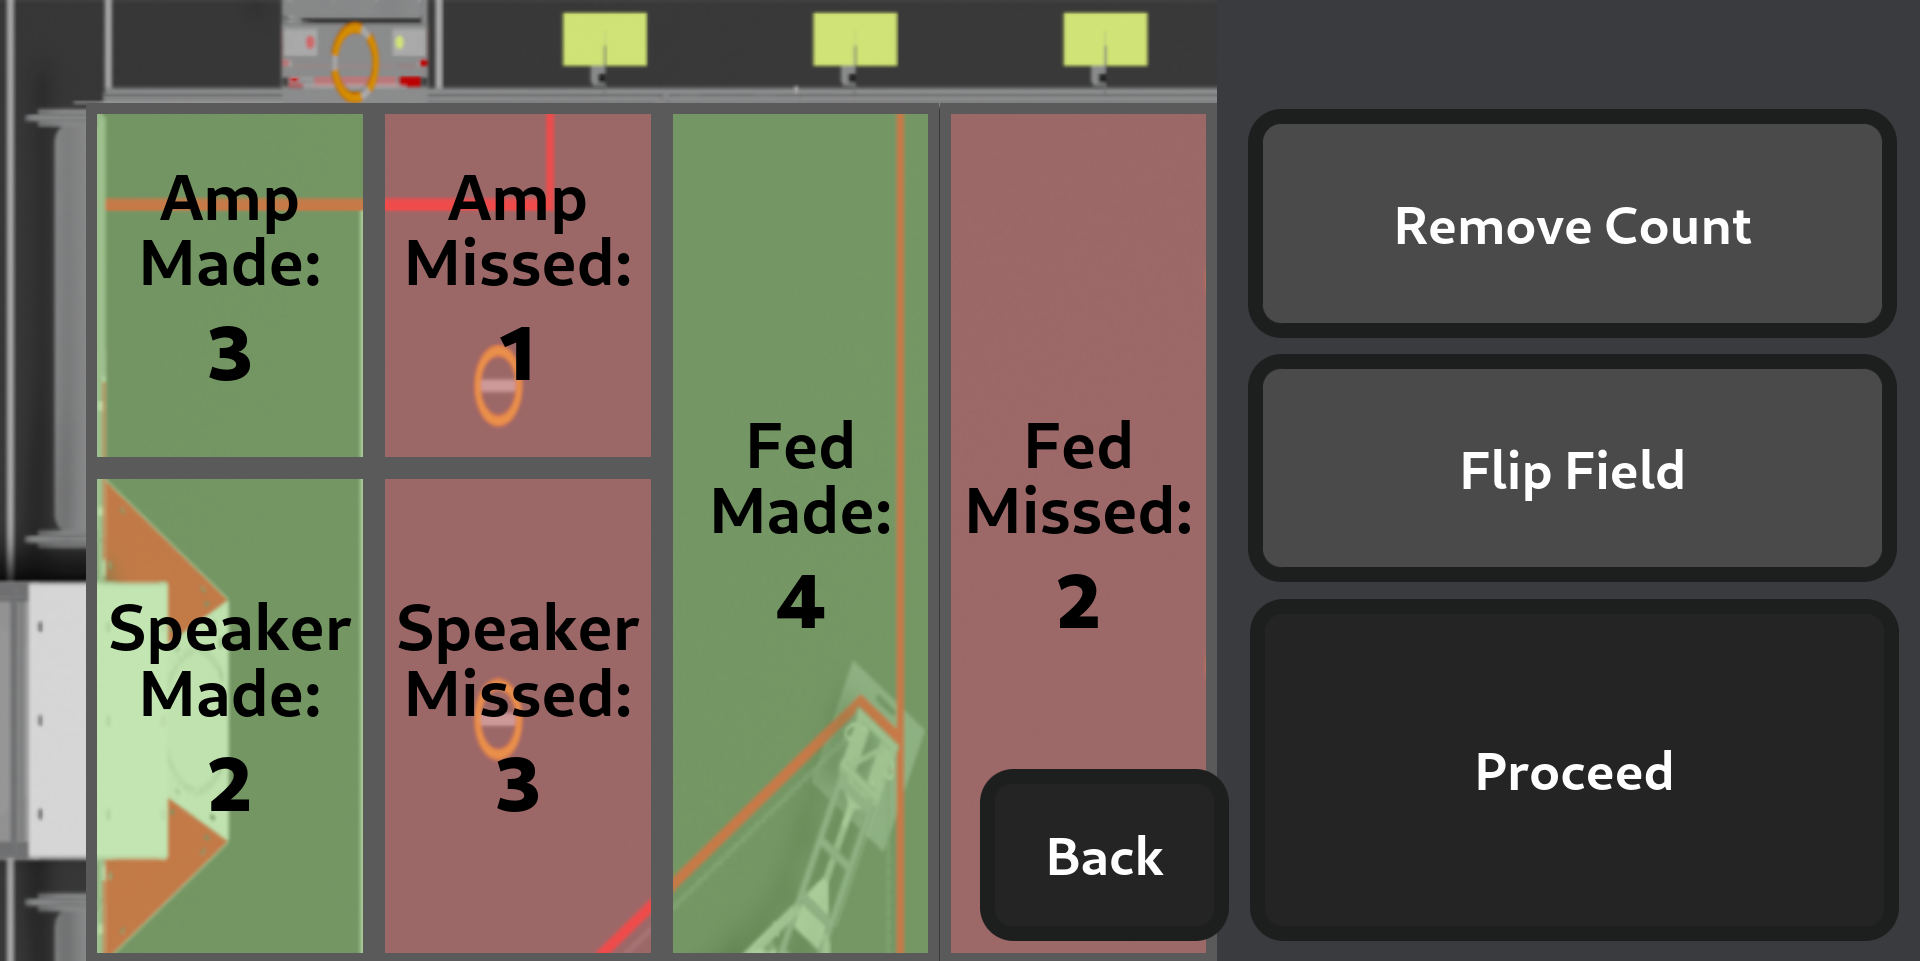 Amp
Made:
3
Amp
Missed:
1
Speaker
Made:
2
Speaker
Missed:
3
Fed
Made:
4
Fed
Missed:
2
Back
Remove Count
Flip Field
Proceed